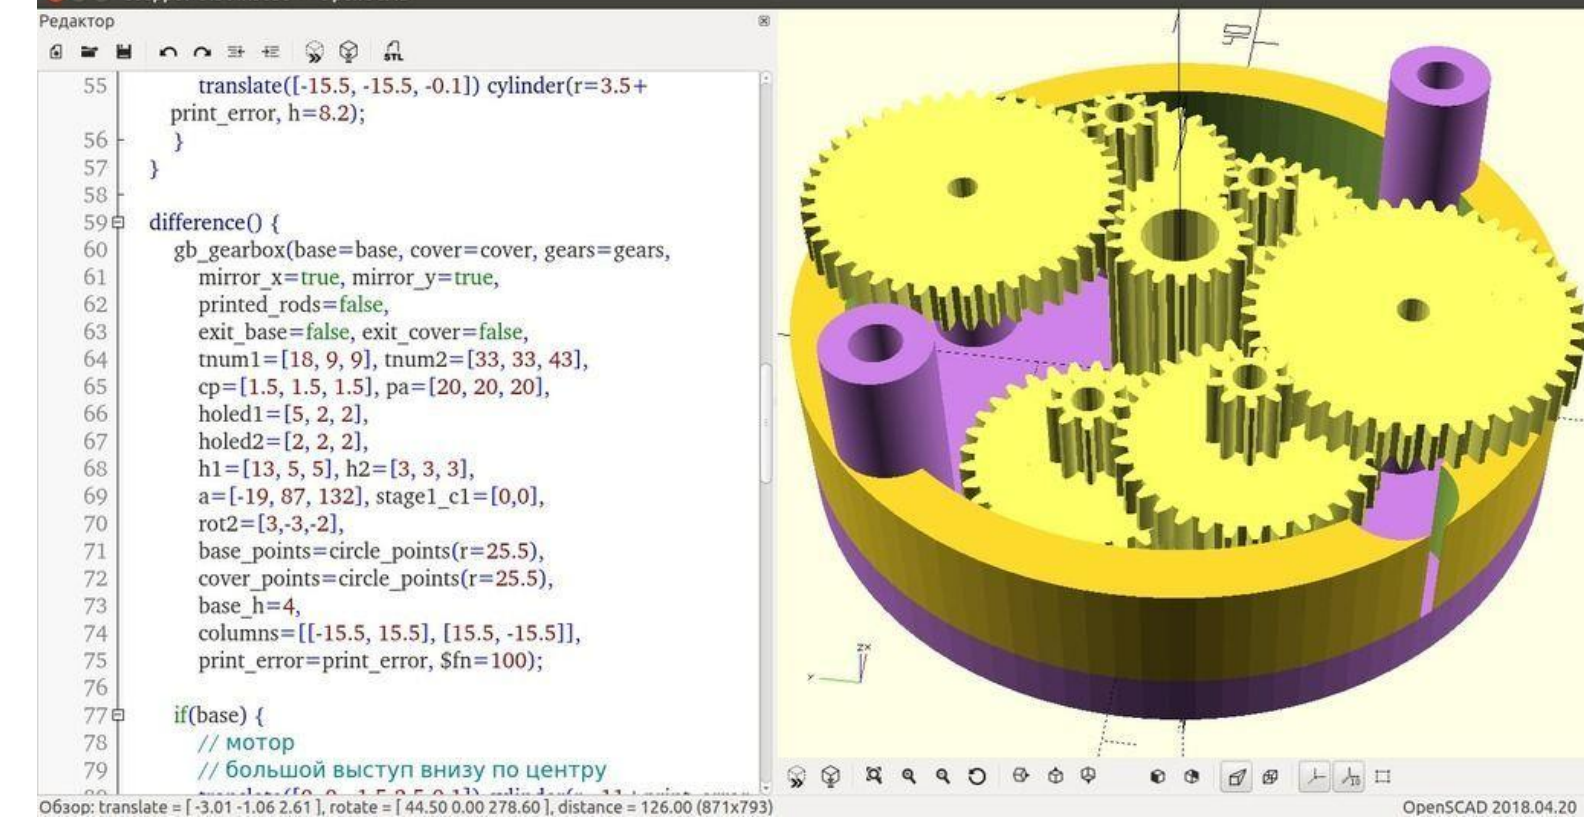 Редактор
STL
55 translate([-15.5, -15.5, -0.1]) cylinder(r=3.5+
print_error, h=8.2);
56 }
57 }
58
59 difference() {
60 gb_gearbox(base=base, cover=cover, gears=gears,
61 mirror_x=true, mirror_y=true,
62 printed_rods=false,
63 exit_base=false, exit_cover=false,
64 tnum1=[18, 9, 9], tnum2=[33, 33, 43],
65 cp=[1.5, 1.5, 1.5], pa=[20, 20, 20],
66 holed1=[5, 2, 2],
67 holed2=[2, 2, 2],
68 h1=[13, 5, 5], h2=[3, 3, 3],
69 a=[-19, 87, 132], stage1_c1=[0,0],
70 rot2=[3,-3,-2],
71 base_points=circle_points(r=25.5),
72 cover_points=circle_points(r=25.5),
73 base_h=4,
74 columns=[[-15.5, 15.5], [15.5, -15.5]],
75 print_error=print_error, $fn=100);
76
77 if(base) {
78 // мотор
79 // большой выступ внизу по центру
z x
y
10
Обзор: translate = [ -3.01 -1.06 2.61 ], rotate = [ 44.50 0.00 278.60 ], distance = 126.00 (871x793)
OpenSCAD 2018.04.20